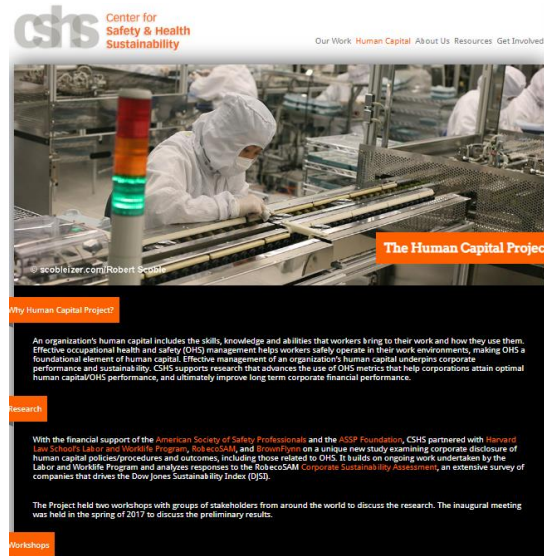 cshs
Center for
Safety & Health
Sustainability
Our Work Human Capital About Us Resources Get Involved
The Human Capital Projec
© scobleizer.com/Robert Scoble
Why Human Capital Project?
An organization's human capital includes the skills, knowledge and abilities that workers bring to their work and how they use them.
Effective occupational health and safety (OHS) management helps workers safely operate in their work environments, making OHS a
foundational element of human capital. Effective management of an organization's human capital underpins corporate
performance and sustainability. CSHS supports research that advances the use of OHS metrics that help corporations attain optimal
human capital/OHS performance, and ultimately improve long term corporate financial performance.
Research
With the financial support of the American Society of Safety Professionals and the ASSP Foundation, CSHS partnered with Harvard
Law School's Labor and Worklife Program, RobecoSAM, and BrownFlynn on a unique new study examining corporate disclosure of
human capital policies/procedures and outcomes, including those related to OHS. It builds on ongoing work undertaken by the
Labor and Worklife Program and analyzes responses to the RobecoSAM Corporate Sustainability Assessment, an extensive survey of
companies that drives the Dow Jones Sustainability Index (DJSI).
The Project held two workshops with groups of stakeholders from around the world to discuss the research. The inaugural meeting
was held in the spring of 2017 to discuss the preliminary results.
Workshops